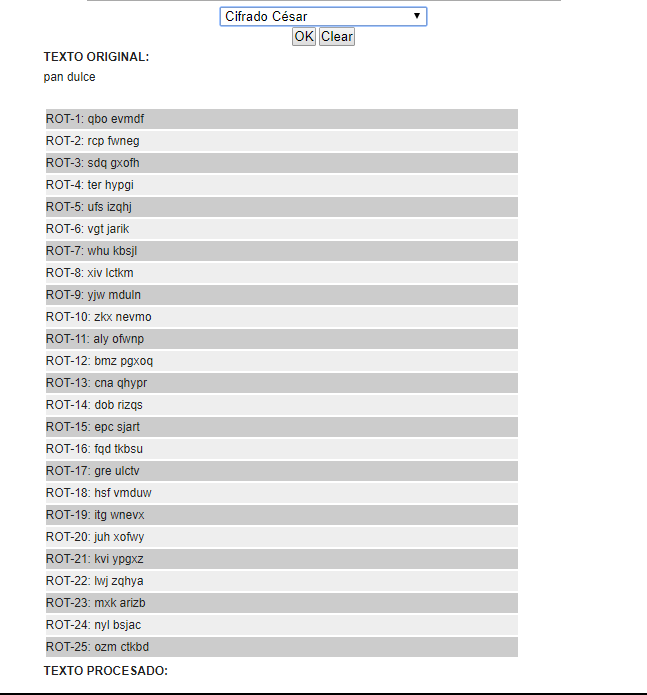 Cifrado César
OK Clear
TEXTO ORIGINAL:
pan dulce
ROT-1: qbo evmdf
ROT-2: rcp fwneg
ROT-3: sdq gxofh
ROT-4: ter hypgi
ROT-5: ufs izqhj
ROT-6: vgt jarik
ROT-7: whu kbsjl
ROT-8: xiv lctkm
ROT-9: yjw mduln
ROT-10: zkx nevmo
ROT-11: aly ofwnp
ROT-12: bmz pgxoq
ROT-13: cna qhypr
ROT-14: dob rizqs
ROT-15: epc sjart
ROT-16: fqd tkbsu
ROT-17: gre ulctv
ROT-18: hsf vmduw
ROT-19: itg wnevx
ROT-20: juh xofwy
ROT-21: kvi ypgxz
ROT-22: lwj zqhya
ROT-23: mxk arizb
ROT-24: nyl bsjac
ROT-25: ozm ctkbd
TEXTO PROCESADO: